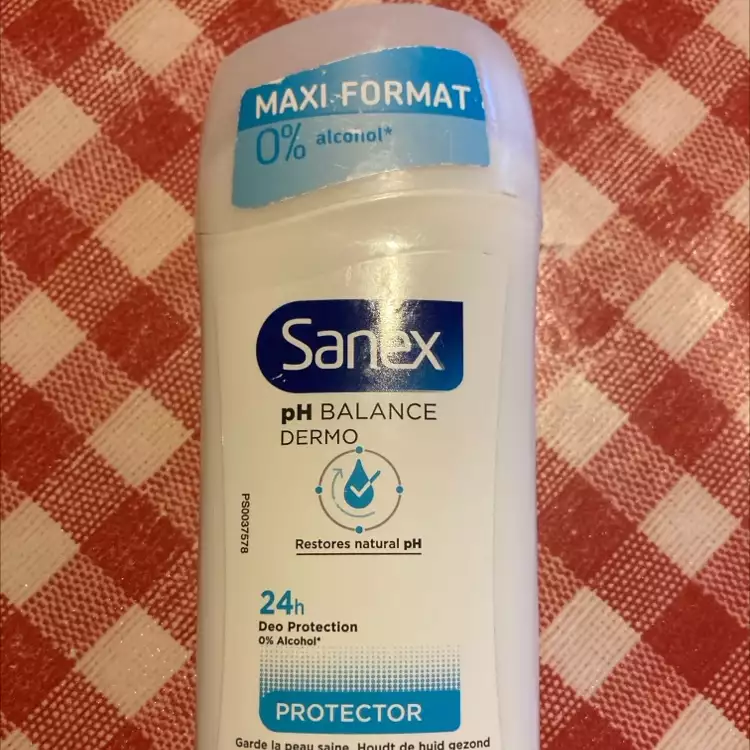 MAXI FORMAT
0% alcohol*
Sanex
pH BALANCE
DERMO
PS0037578
Restores natural pH
24h
Deo Protection
0% Alcohol*
PROTECTOR
Garde la peau saine. Houdt de huid gezond